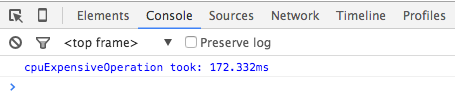 Elements Console Sources Network Timeline Profiles
<top frame> Preserve log
cpuExpensiveOperation took: 172.332ms